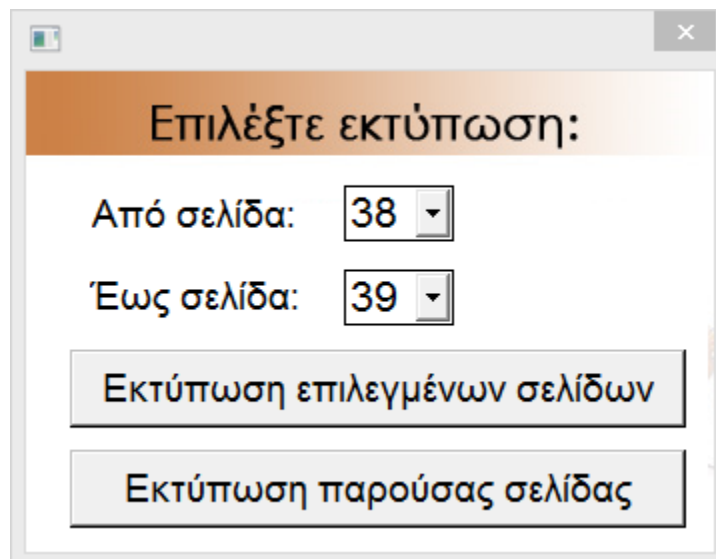 Επιλέξτε εκτύπωση:
Από σελίδα: 38
Έως σελίδα: 39
Εκτύπωση επιλεγμένων σελίδων
Εκτύπωση παρούσας σελίδας